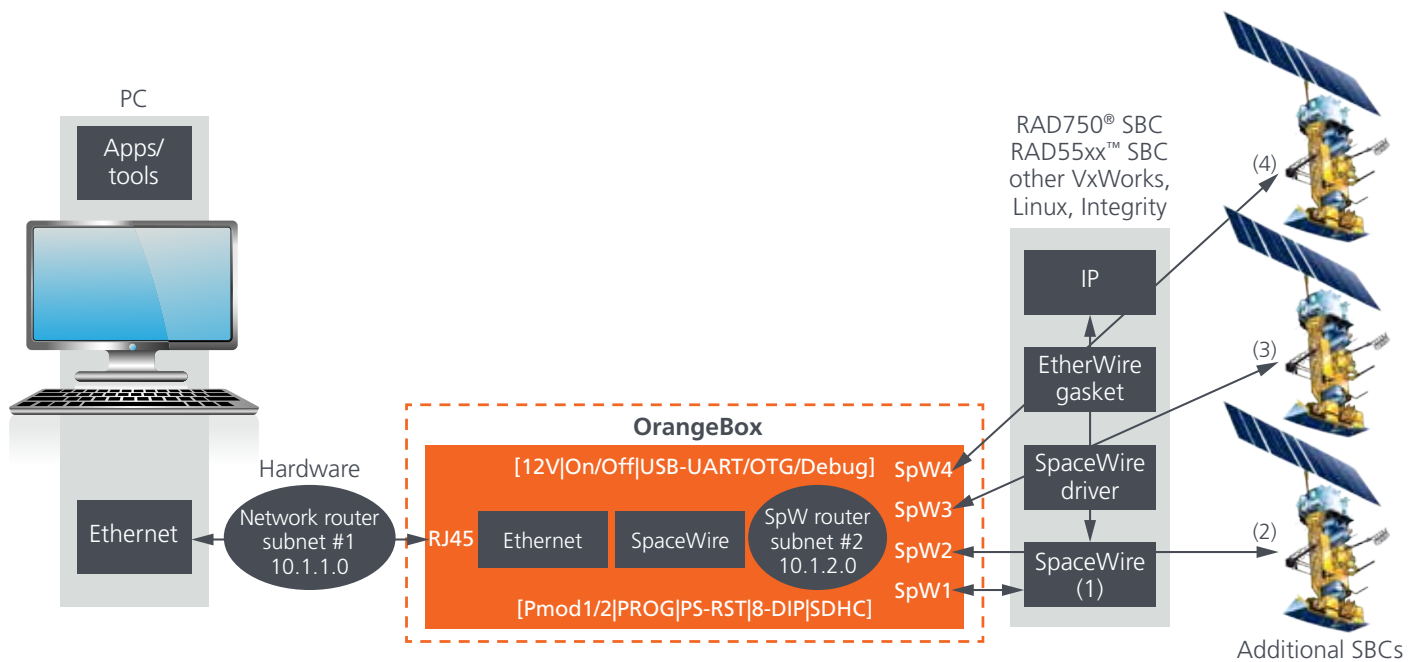 PC
Apps/
tools
Ethernet
Hardware
Network router
subnet #1
10.1.1.0
OrangeBox
[12V|On/Off|USB-UART/OTG/Debug]
RJ45
Ethernet
SpaceWire
SpW router
subnet #2
10.1.2.0
SpW4
SpW3
SpW2
SpW1
[Pmod1/2|PROG|PS-RST|8-DIP|SDHC]
RAD750® SBC
RAD55xx™ SBC
other VxWorks,
Linux, Integrity
IP
EtherWire
gasket
SpaceWire
driver
SpaceWire
(1)
(4)
(3)
(2)
Additional SBCs